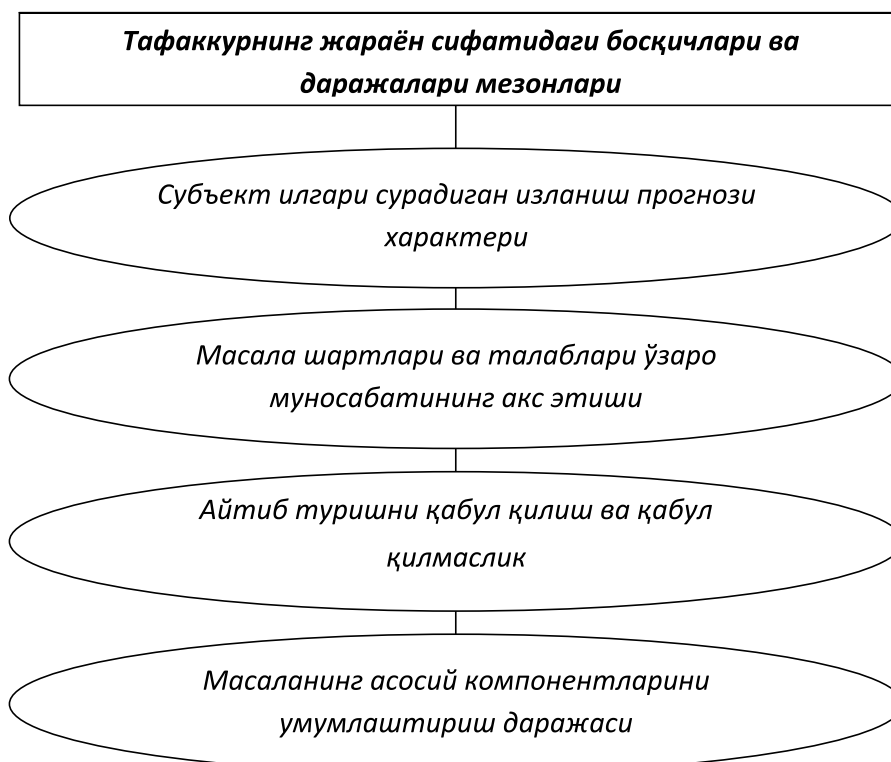 Тафаккурнинг жараён сифатидаги босқичлари ва
даражалари мезонлари
Субъект илгари сурадиган изланиш прогнози
характери
Масала шартлари ва талаблари ўзаро
муносабатининг акс этиши
Айтиб туришни қабул қилиш ва қабул
қилмаслик
Масаланинг асосий компонентларини
умумлаштириш даражаси